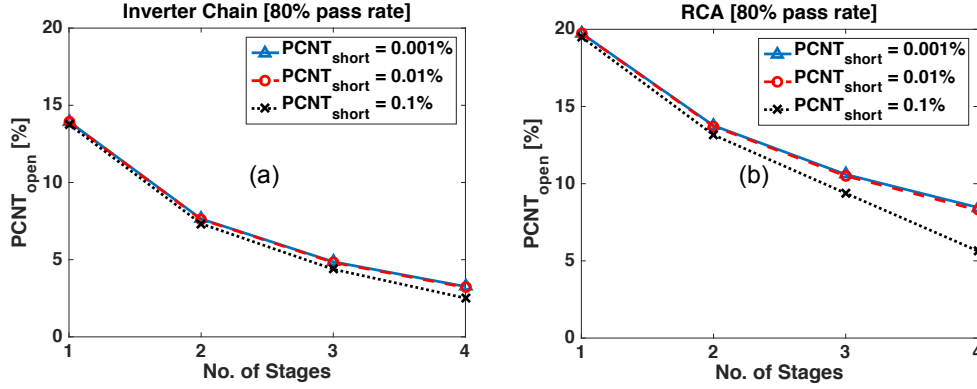 Inverter Chain [80% pass rate]
20
15
10
5
0
PCNT_open [%]
PCNT_short = 0.001%
PCNT_short = 0.01%
PCNT_short = 0.1%
(a)
1 2 3 4
No. of Stages
RCA [80% pass rate]
20
15
10
5
0
PCNT_open [%]
PCNT_short = 0.001%
PCNT_short = 0.01%
PCNT_short = 0.1%
(b)
1 2 3 4
No. of Stages